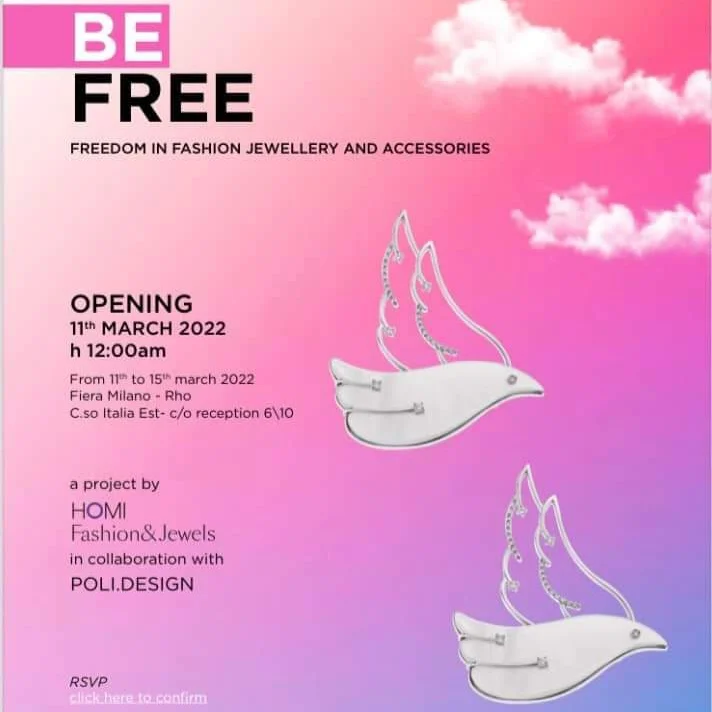 BE
FREE
FREEDOM IN FASHION JEWELLERY AND ACCESSORIES
OPENING
11th MARCH 2022
h 12:00am
From 11th to 15th march 2022
Fiera Milano - Rho
C.so Italia Est- c/o reception 6\10
a project by
HOMI
Fashion&Jewels
in collaboration with
POLI.DESIGN
RSVP
click here to confirm